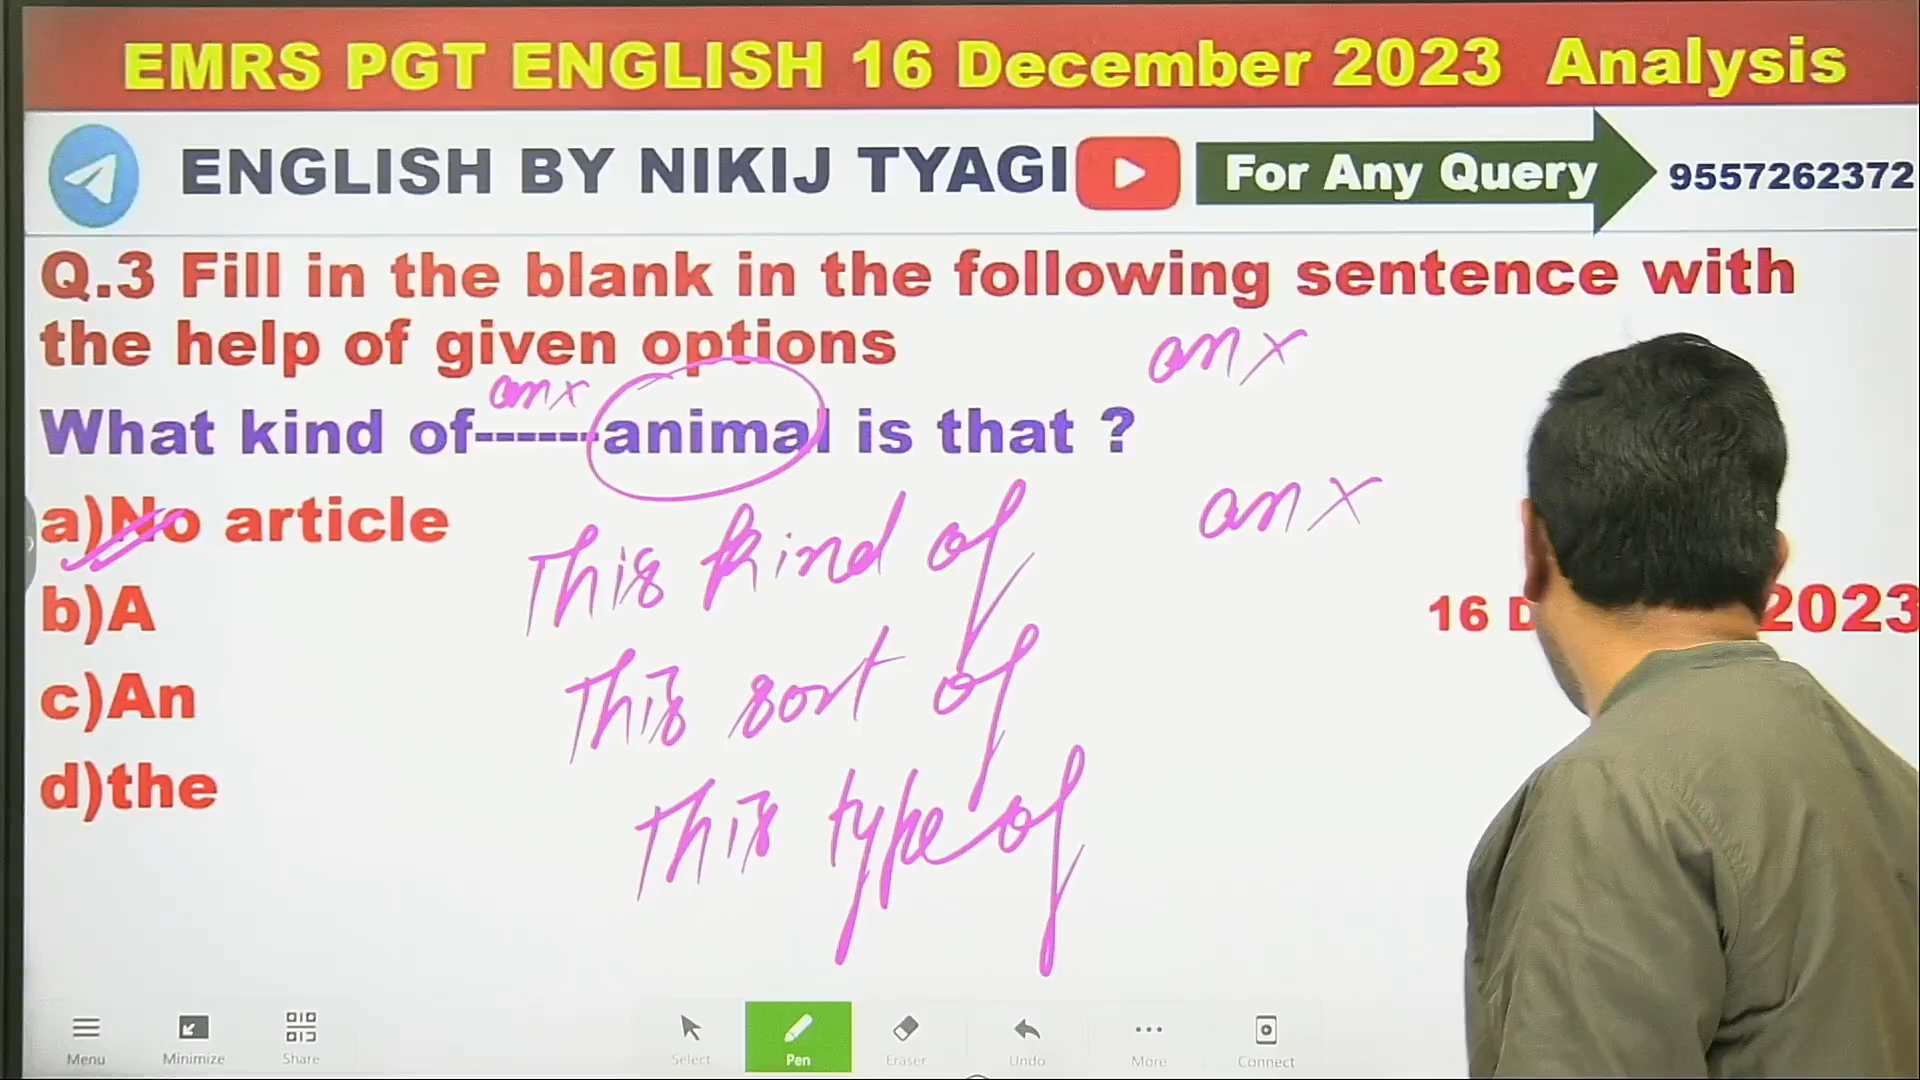 EMRS PGT ENGLISH 16 December 2023 Analysis
ENGLISH BY NIKIJ TYAGI For Any Query 9557262372
Q.3 Fill in the blank in the following sentence with
the help of given options
an x
an x
What kind of------animal is that ?
a)No article
an x
This kind of
b)A
16 D 2023
This sort of
c)An
d)the
This type of
Menu Minimize Share Select Pen Eraser Undo More Connect